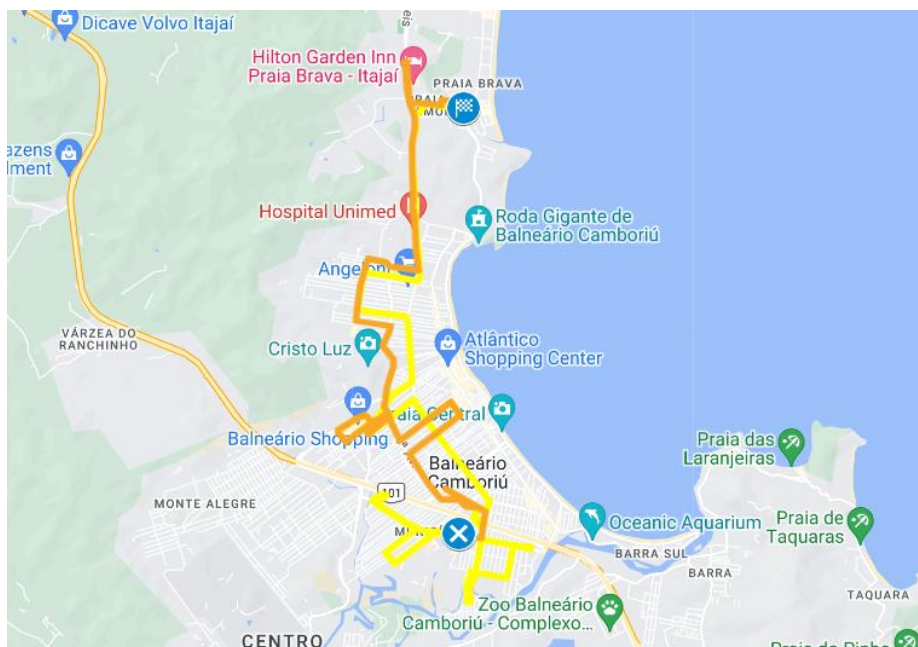 Dicave Volvo Itajaí
Hilton Garden Inn
Praia Brava - Itajaí
PRAIA BRAVA
azens
lment
Hospital Unimed
Roda Gigante de
Balneário Camboriú
Angeloni
VÁRZEA DO
RANCHINHO
Cristo Luz
Atlântico
Shopping Center
raia Central
Balneário Shopping
Praia das
Laranjeiras
Balneário
Camboriú
MONTE ALEGRE
101
Oceanic Aquarium
Praia de
Taquaras
BARRA SUL
BARRA
TAQUARA
Zoo Balneário
Camboriú - Complexo...
CENTRO